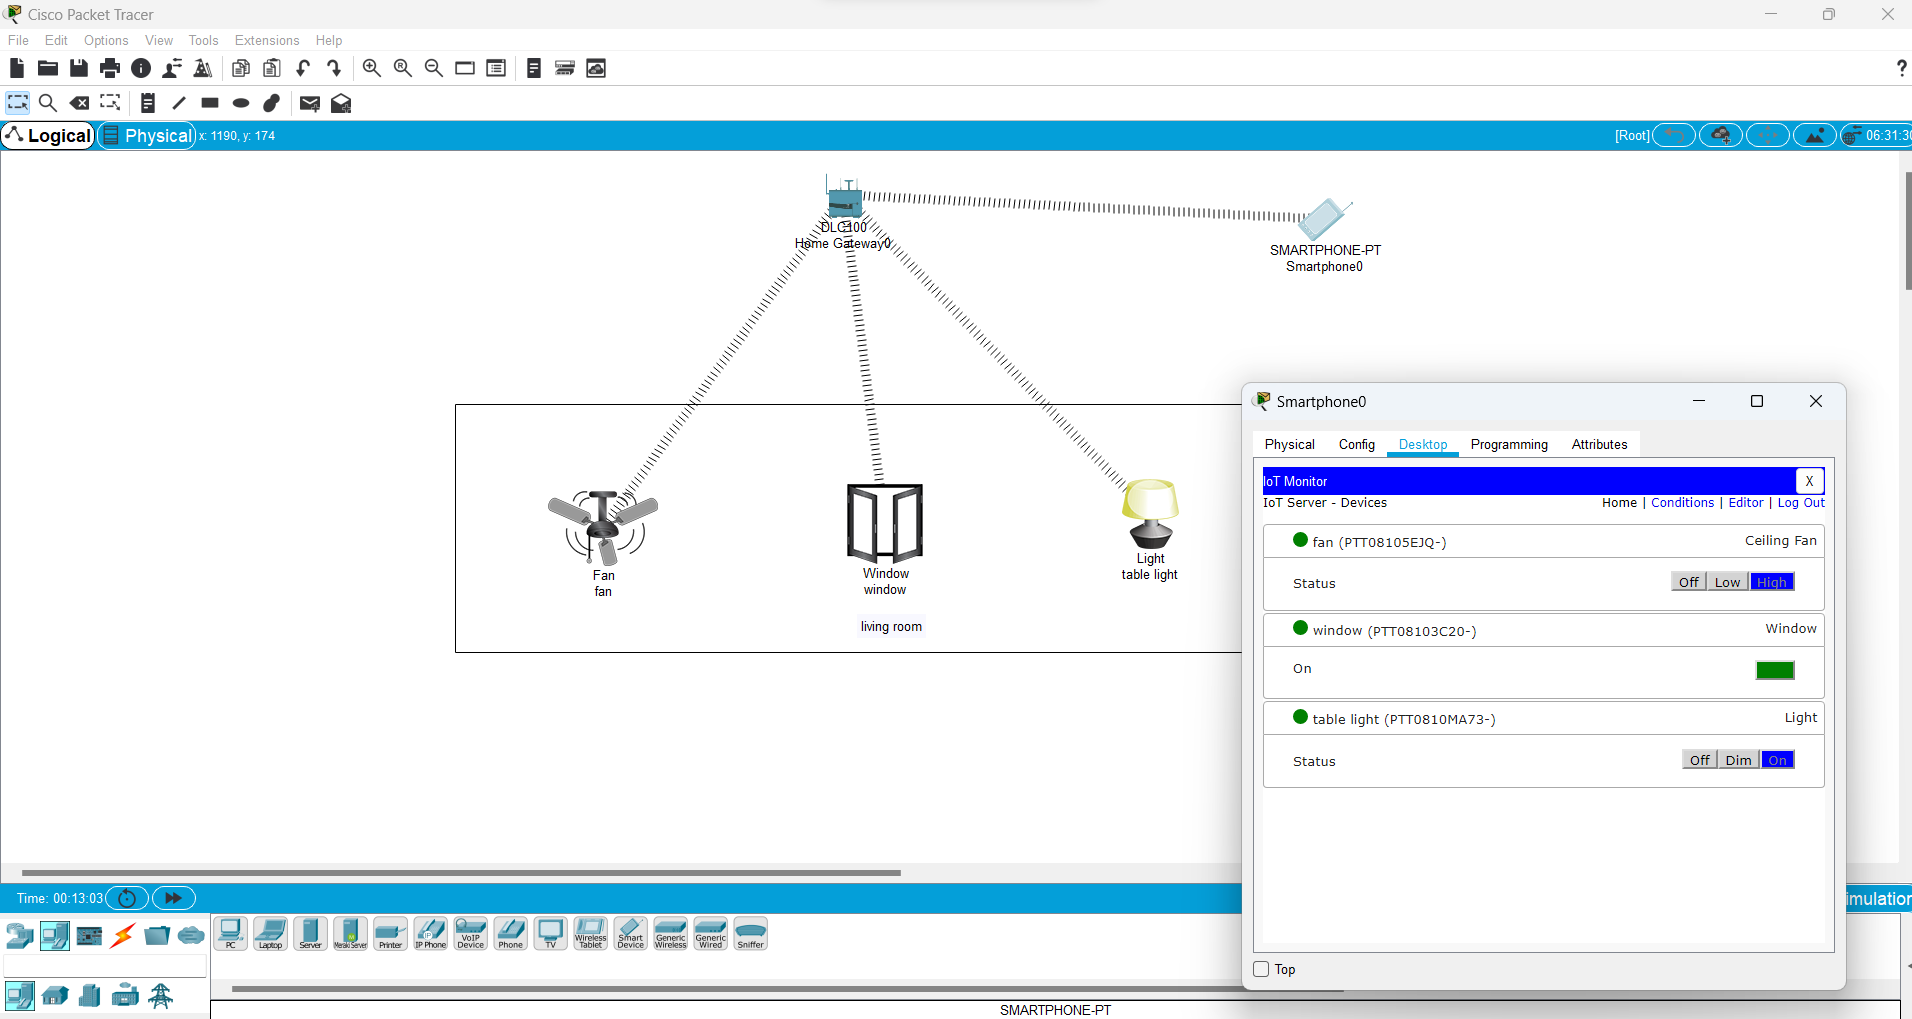 Cisco Packet Tracer
File Edit Options View Tools Extensions Help
?
Logical Physical x: 1190, y: 174 [Root] 06:31:30
DLC100
Home Gateway0
SMARTPHONE-PT
Smartphone0
Fan
fan
Window
window
Light
table light
living room
Smartphone0
Physical Config Desktop Programming Attributes
IoT Monitor X
IoT Server - Devices Home | Conditions | Editor | Log Out
fan (PTT08105EJQ-) Ceiling Fan
Status Off Low High
window (PTT08103C20-) Window
On
table light (PTT0810MA73-) Light
Status Off Dim On
Top
Time: 00:13:03 imulation
PC Laptop Server Meraki Server Printer IP Phone VoIP Device Phone TV Wireless Tablet Smart Device Generic Wireless Generic Wired Sniffer
SMARTPHONE-PT